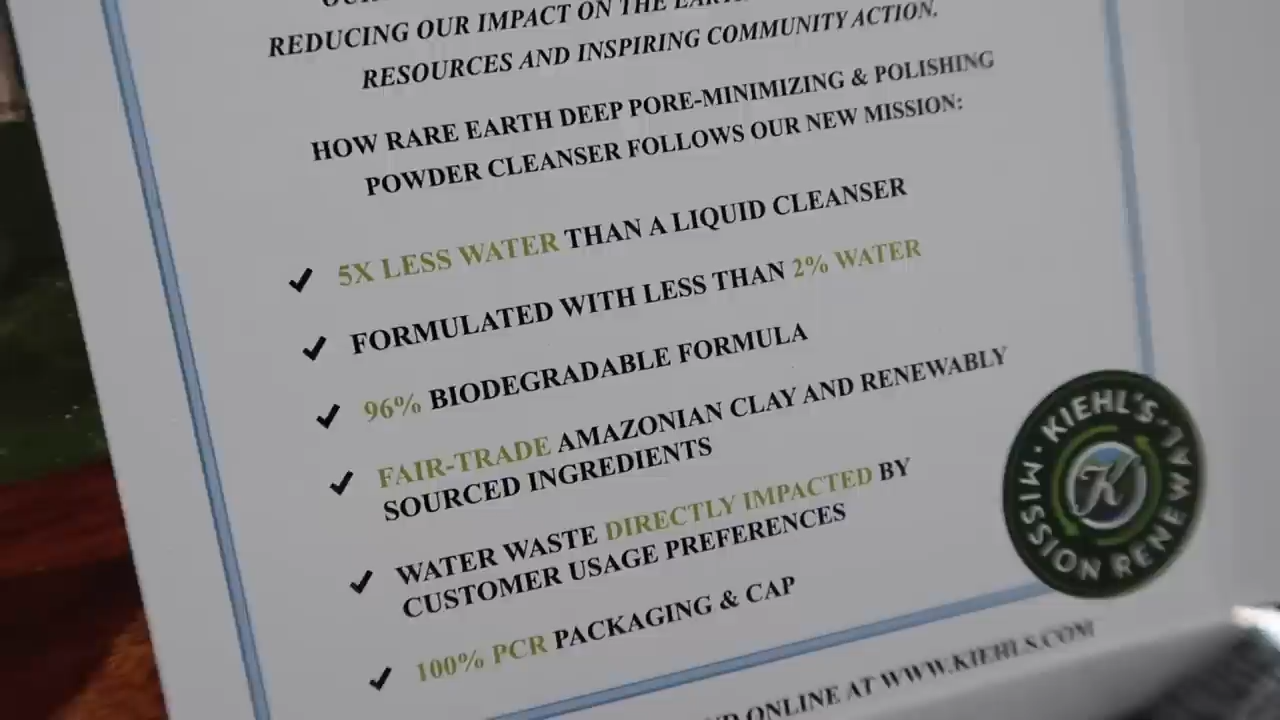 REDUCING OUR IMPACT ON THE
RESOURCES AND INSPIRING COMMUNITY ACTION.
HOW RARE EARTH DEEP PORE-MINIMIZING & POLISHING
POWDER CLEANSER FOLLOWS OUR NEW MISSION:
✔ 5X LESS WATER THAN A LIQUID CLEANSER
✔ FORMULATED WITH LESS THAN 2% WATER
✔ 96% BIODEGRADABLE FORMULA
✔ FAIR-TRADE AMAZONIAN CLAY AND RENEWABLY
SOURCED INGREDIENTS
✔ WATER WASTE DIRECTLY IMPACTED BY
CUSTOMER USAGE PREFERENCES
✔ 100% PCR PACKAGING & CAP
KIEHL'S
K
MISSION RENEWAL
ONLINE AT WWW.KIEHLS.COM